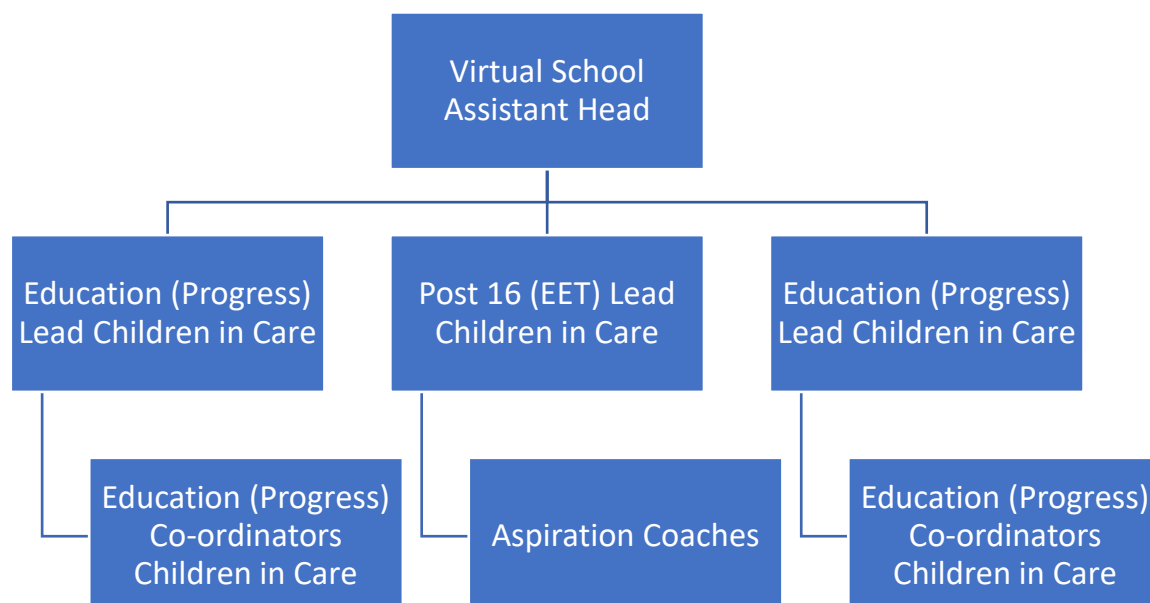 Virtual School
Assistant Head
Education (Progress)
Lead Children in Care
Post 16 (EET) Lead
Children in Care
Education (Progress)
Lead Children in Care
Education (Progress)
Co-ordinators
Children in Care
Aspiration Coaches
Education (Progress)
Co-ordinators
Children in Care